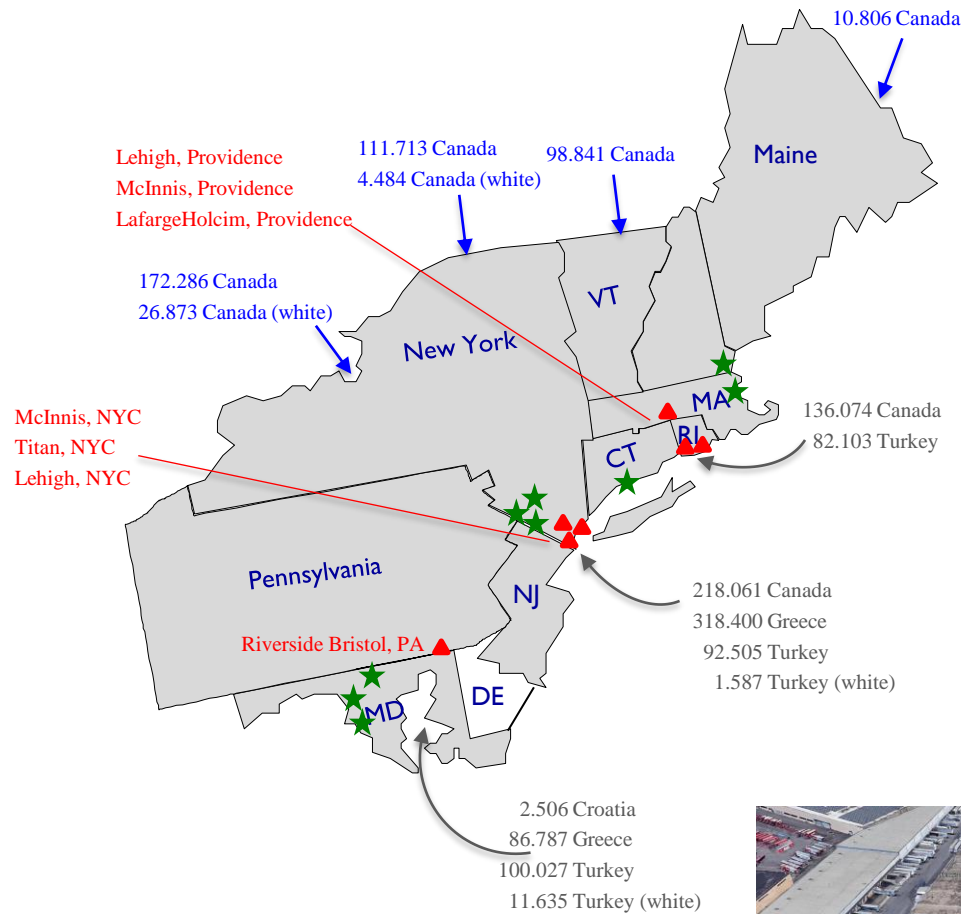 10.806 Canada
Maine
Lehigh, Providence
McInnis, Providence
LafargeHolcim, Providence
111.713 Canada
4.484 Canada (white)
98.841 Canada
172.286 Canada
26.873 Canada (white)
VT
New York
MA
McInnis, NYC
Titan, NYC
Lehigh, NYC
136.074 Canada
82.103 Turkey
RI
CT
Pennsylvania
NJ
218.061 Canada
318.400 Greece
92.505 Turkey
1.587 Turkey (white)
Riverside Bristol, PA
DE
MD
2.506 Croatia
86.787 Greece
100.027 Turkey
11.635 Turkey (white)